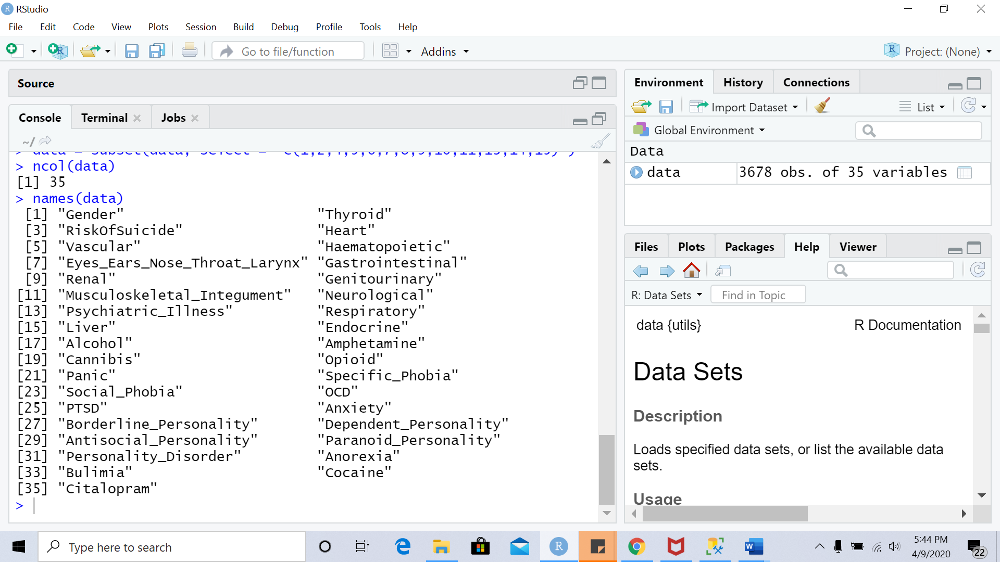 RStudio
File Edit Code View Plots Session Build Debug Profile Tools Help
Go to file/function Addins Project: (None)
Source
Console Terminal Jobs
~/
> ncol(data)
[1] 35
> names(data)
[1] "Gender" "Thyroid"
[3] "RiskOfSuicide" "Heart"
[5] "Vascular" "Haematopoietic"
[7] "Eyes_Ears_Nose_Throat_Larynx" "Gastrointestinal"
[9] "Renal" "Genitourinary"
[11] "Musculoskeletal_Integument" "Neurological"
[13] "Psychiatric_Illness" "Respiratory"
[15] "Liver" "Endocrine"
[17] "Alcohol" "Amphetamine"
[19] "Cannibis" "Opioid"
[21] "Panic" "Specific_Phobia"
[23] "Social_Phobia" "OCD"
[25] "PTSD" "Anxiety"
[27] "Borderline_Personality" "Dependent_Personality"
[29] "Antisocial_Personality" "Paranoid_Personality"
[31] "Personality_Disorder" "Anorexia"
[33] "Bulimia" "Cocaine"
[35] "Citalopram"
>
Environment History Connections
Import Dataset List
Global Environment
Data
data 3678 obs. of 35 variables
Files Plots Packages Help Viewer
R: Data Sets Find in Topic
data {utils} R Documentation
Data Sets
Description
Loads specified data sets, or list the available data
sets.
Usage
Type here to search
5:44 PM
4/9/2020
22